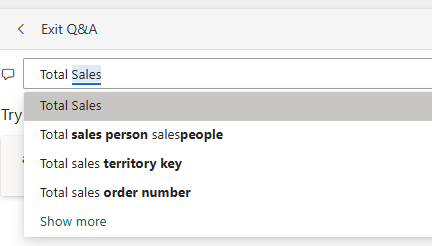 Exit Q&A
Total Sales
Try
Total Sales
Total sales person salespeople
Total sales territory key
Total sales order number
Show more